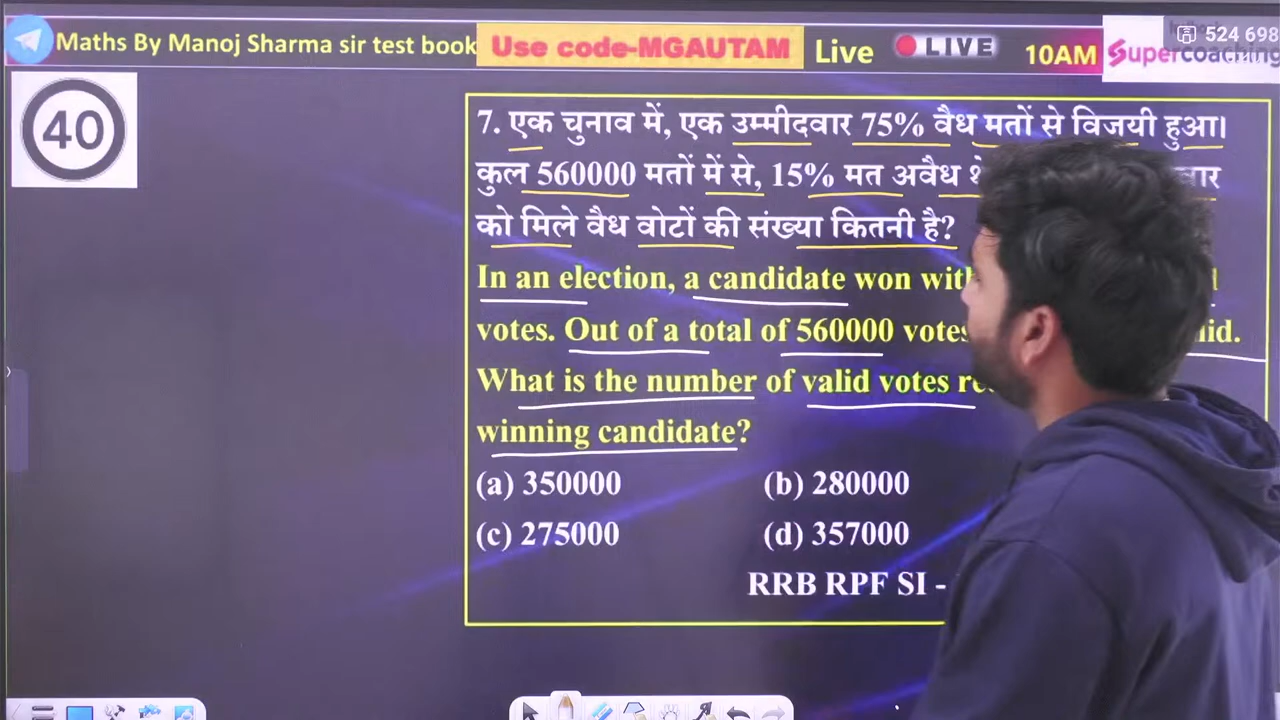 Maths By Manoj Sharma sir test book
Use code-MGAUTAM
Live
LIVE
10AM
Supercoaching
524 698
40
7. एक चुनाव में, एक उम्मीदवार 75% वैध मतों से विजयी हुआ।
कुल 560000 मतों में से, 15% मत अवैध
को मिले वैध वोटों की संख्या कितनी है?
In an election, a candidate won
votes. Out of a total of 560000 votes
What is the number of valid votes
winning candidate?
(a) 350000 (b) 280000
(c) 275000 (d) 357000
RRB RPF SI -